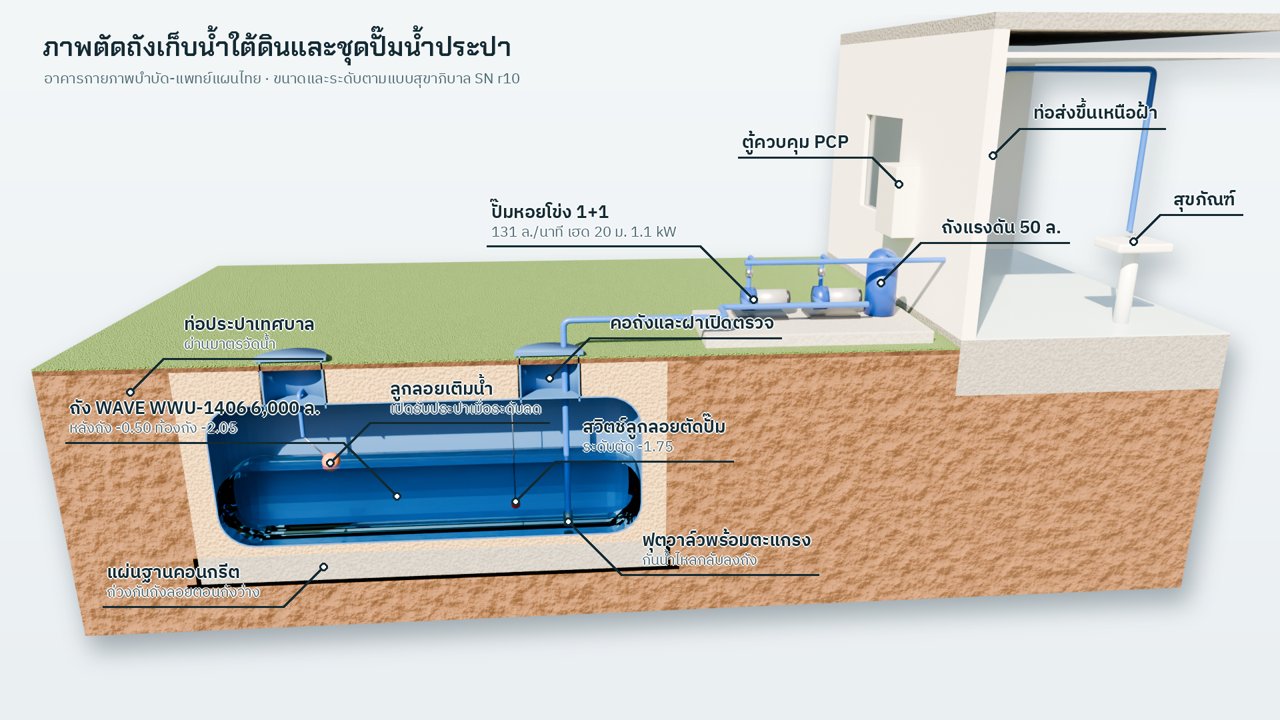 ภาพตัดถังเก็บน้ำใต้ดินและชุดปั๊มน้ำประปา
อาคารกายภาพบำบัด-แพทย์แผนไทย · ขนาดและระดับตามแบบสุขาภิบาล SN r10
ท่อส่งขึ้นเหนือฝ้า
ตู้ควบคุม PCP
สุขภัณฑ์
ปั๊มหอยโข่ง 1+1
131 ล./นาที เฮด 20 ม. 1.1 kW
ถังแรงดัน 50 ล.
ท่อประปาเทศบาล
ผ่านมาตรวัดน้ำ
คอถังและฝาเปิดตรวจ
ลูกลอยเติมน้ำ
เปิดรับประปาเมื่อระดับลด
ถัง WAVE WWU-1406 6,000 ล.
หลังถัง -0.50 ท้องถัง -2.05
สวิตช์ลูกลอยตัดปั๊ม
ระดับตัด -1.75
ฟุตวาล์วพร้อมตะแกรง
กันน้ำไหลกลับลงถัง
แผ่นฐานคอนกรีต
ถ่วงกันถังลอยตอนถังว่าง